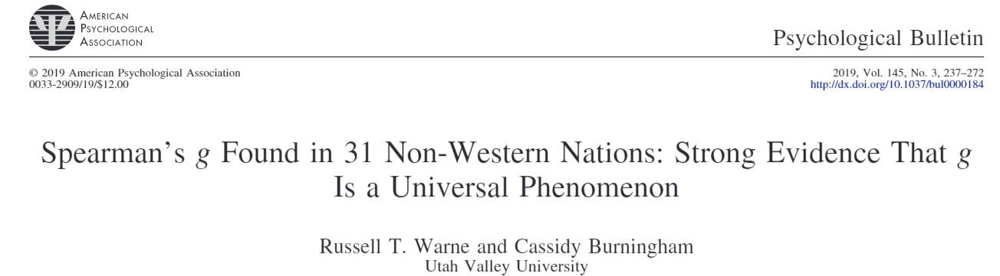 AMERICAN
PSYCHOLOGICAL
ASSOCIATION
Psychological Bulletin
© 2019 American Psychological Association
0033-2909/19/$12.00
2019, Vol. 145, No. 3, 237–272
http://dx.doi.org/10.1037/bul0000184
Spearman’s g Found in 31 Non-Western Nations: Strong Evidence That g
Is a Universal Phenomenon
Russell T. Warne and Cassidy Burningham
Utah Valley University